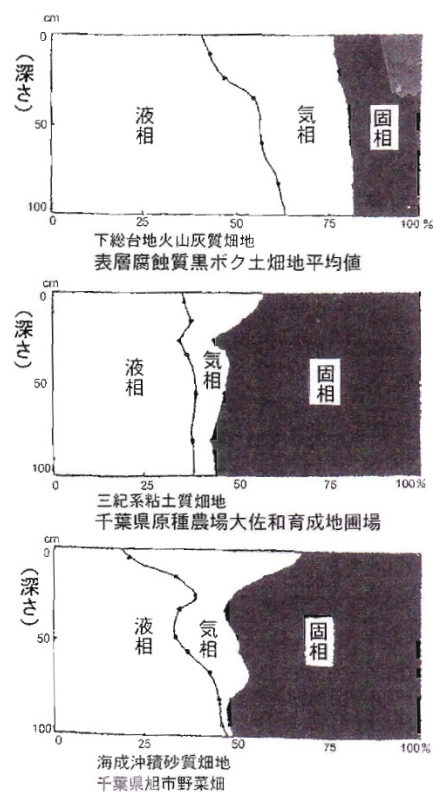 cm
0
50
100
(深さ)
液相
気相
固相
0 25 50 75 100%
下総台地火山灰質畑地
表層腐蝕質黒ボク土畑地平均値
cm
0
50
100
(深さ)
液相
気相
固相
0 25 50 75 100%
三紀系粘土質畑地
千葉県原種農場大佐和育成地圃場
cm
0
50
100
(深さ)
液相
気相
固相
0 25 50 75 100%
海成沖積砂質畑地
千葉県旭市野菜畑